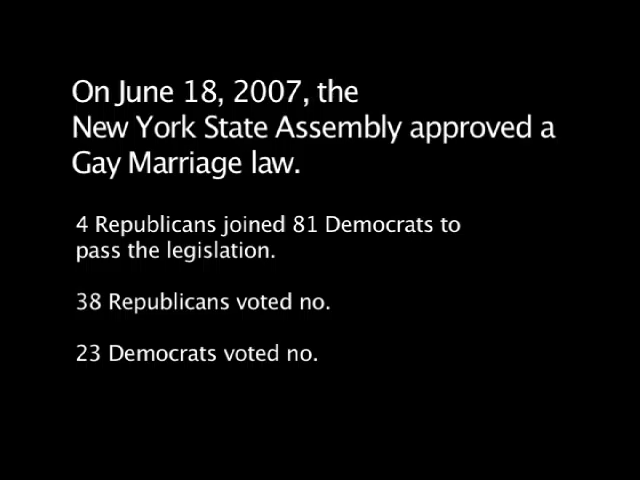 On June 18, 2007, the
New York State Assembly approved a
Gay Marriage law.
4 Republicans joined 81 Democrats to
pass the legislation.
38 Republicans voted no.
23 Democrats voted no.